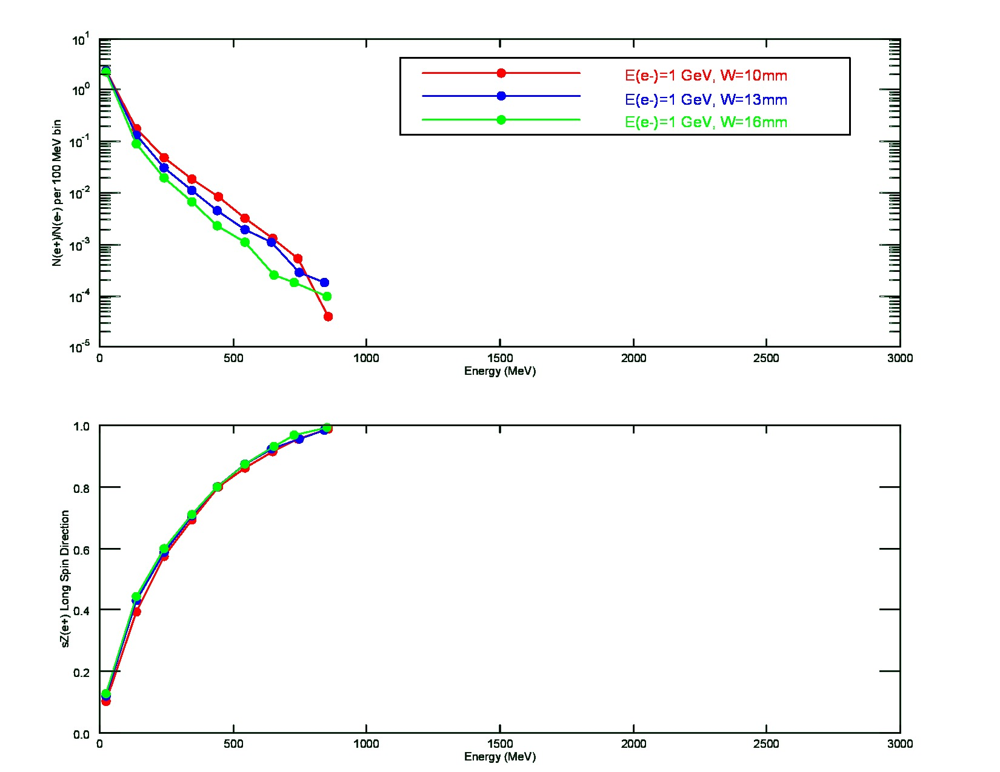 10^1
10^0
10^-1
10^-2
10^-3
10^-4
10^-5
N(e+)/N(e-) per 100 MeV bin
E(e-)=1 GeV, W=10mm
E(e-)=1 GeV, W=13mm
E(e-)=1 GeV, W=16mm
0 500 1000 1500 2000 2500 3000
Energy (MeV)
1.0
0.8
0.6
0.4
0.2
0.0
sZ(e+) Long Spin Direction
0 500 1000 1500 2000 2500 3000
Energy (MeV)